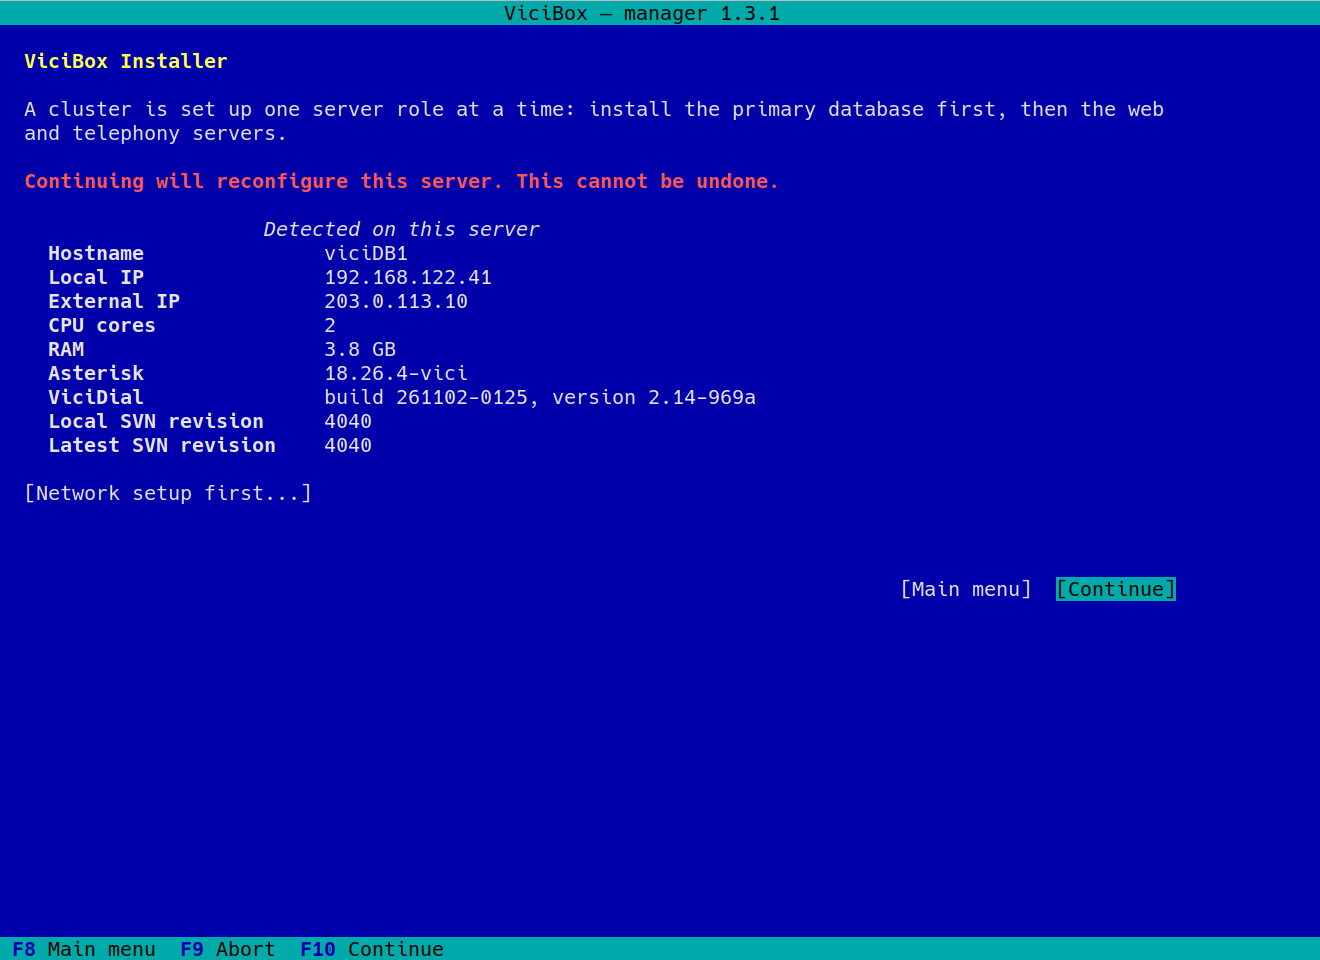 ViciBox — manager 1.3.1
ViciBox Installer
A cluster is set up one server role at a time: install the primary database first, then the web
and telephony servers.
Continuing will reconfigure this server. This cannot be undone.
Detected on this server
Hostname viciDB1
Local IP 192.168.122.41
External IP 203.0.113.10
CPU cores 2
RAM 3.8 GB
Asterisk 18.26.4-vici
ViciDial build 261102-0125, version 2.14-969a
Local SVN revision 4040
Latest SVN revision 4040
[Network setup first...]
[Main menu] [Continue]
F8 Main menu F9 Abort F10 Continue